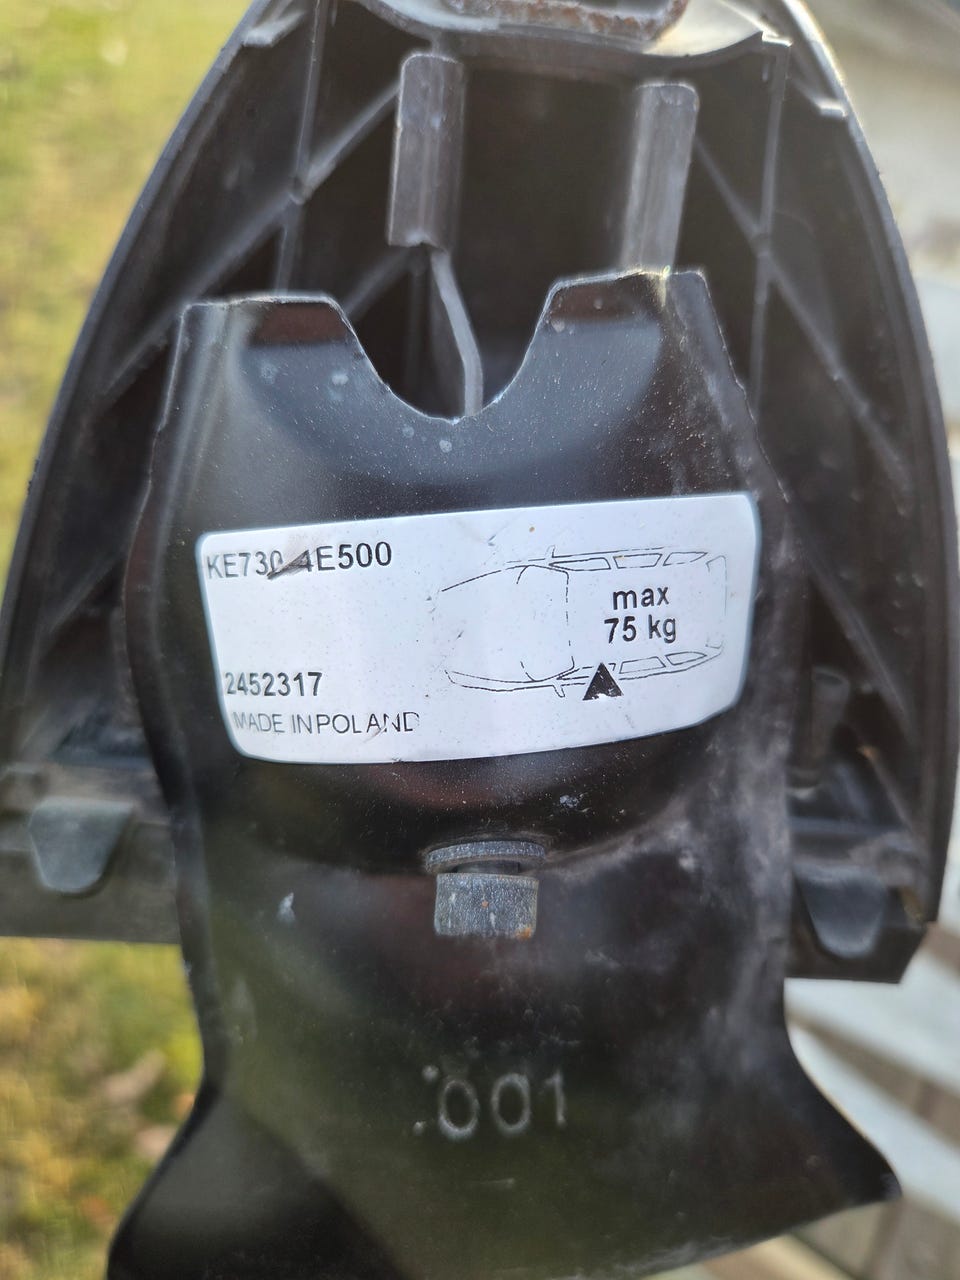 KE730-4E500
max
75 kg
2452317
MADE IN POLAND
001